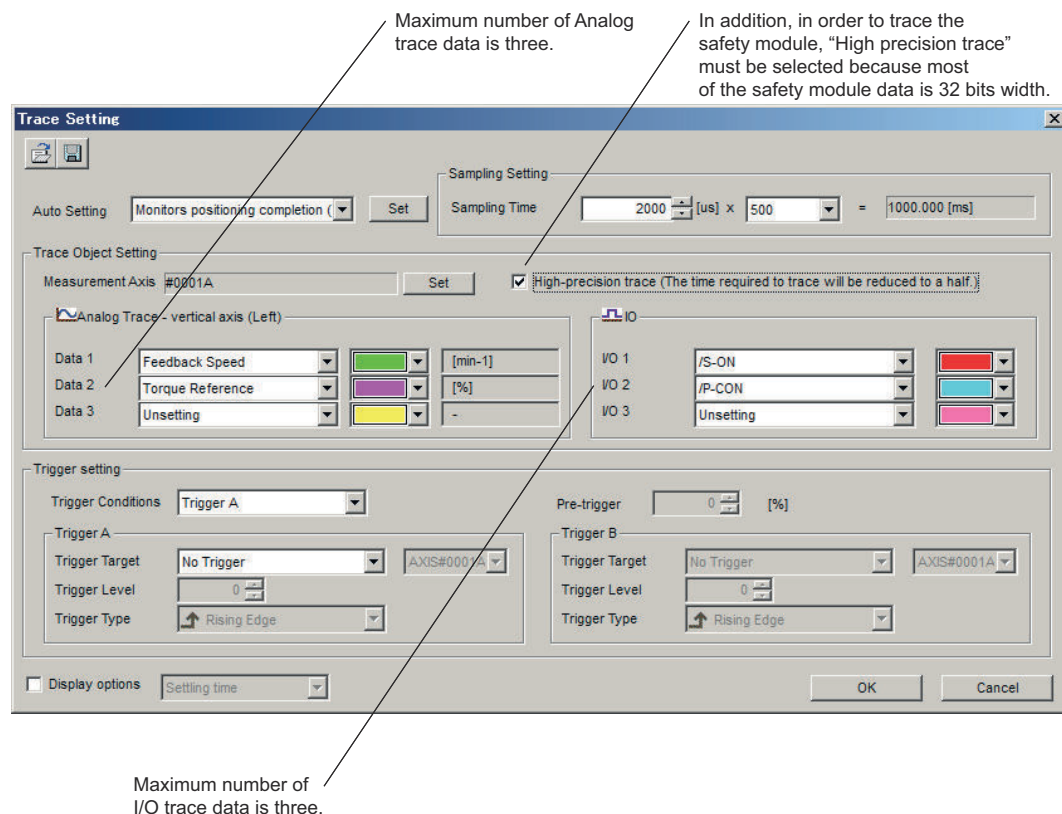 Maximum number of Analog
trace data is three.
In addition, in order to trace the
safety module, “High precision trace”
must be selected because most
of the safety module data is 32 bits width.
Trace Setting
Sampling Setting
Auto Setting Monitors positioning completion ( Set Sampling Time 2000 [us] x 500 = 1000.000 [ms]
Trace Object Setting
Measurement Axis #0001A Set High-precision trace (The time required to trace will be reduced to a half.)
Analog Trace - vertical axis (Left)
Data 1 Feedback Speed [min-1]
Data 2 Torque Reference [%]
Data 3 Unsetting -
IO
I/O 1 /S-ON
I/O 2 /P-CON
I/O 3 Unsetting
Trigger setting
Trigger Conditions Trigger A Pre-trigger 0 [%]
Trigger A
Trigger Target No Trigger AXIS#0001A
Trigger Level 0
Trigger Type Rising Edge
Trigger B
Trigger Target No Trigger AXIS#0001A
Trigger Level 0
Trigger Type Rising Edge
Display options Settling time OK Cancel
Maximum number of
I/O trace data is three.